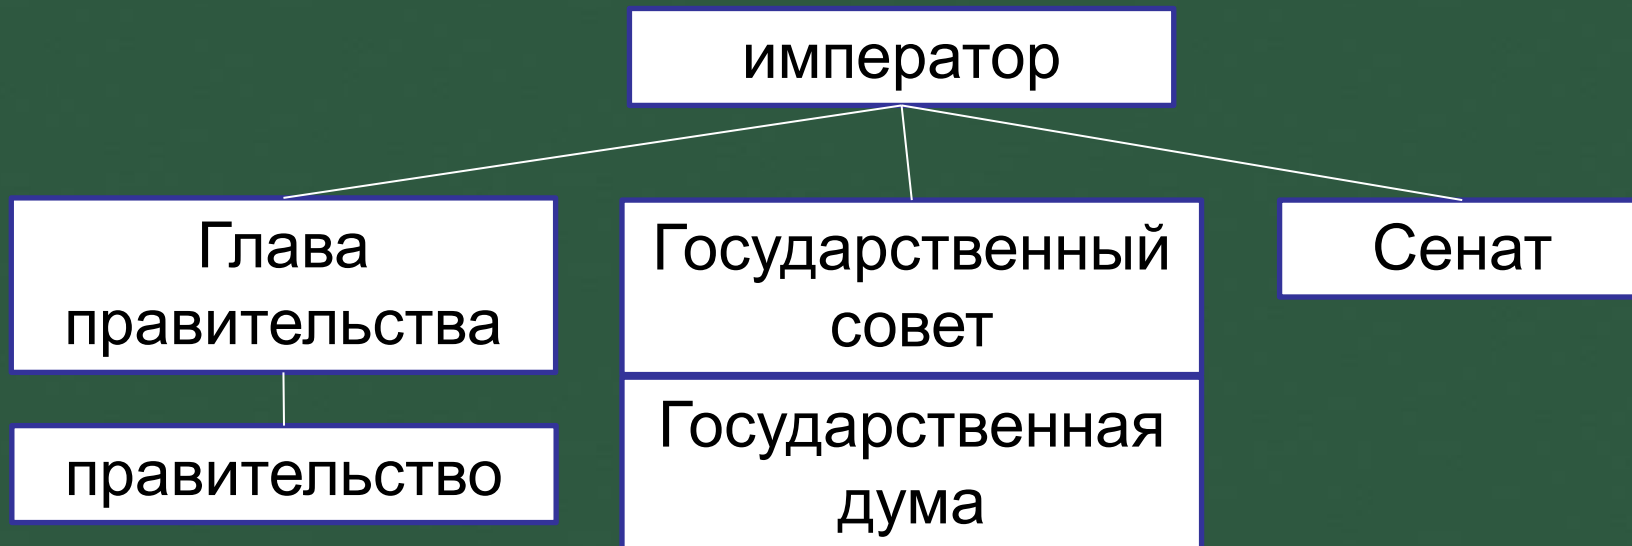 император
Глава
правительства
правительство
Государственный
совет
Государственная
дума
Сенат